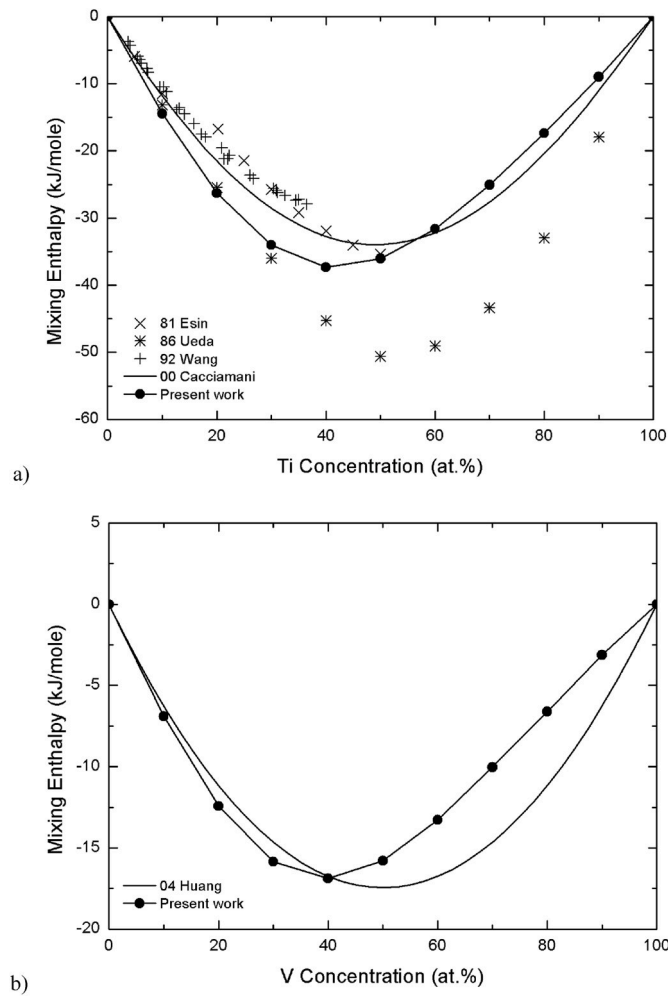 0
-10
-20
-30
-40
-50
-60
Mixing Enthalpy (kJ/mole)
81 Esin
86 Ueda
92 Wang
00 Cacciamani
Present work
0 20 40 60 80 100
Ti Concentration (at.%)
a)
5
0
-5
-10
-15
-20
Mixing Enthalpy (kJ/mole)
04 Huang
Present work
0 20 40 60 80 100
V Concentration (at.%)
b)